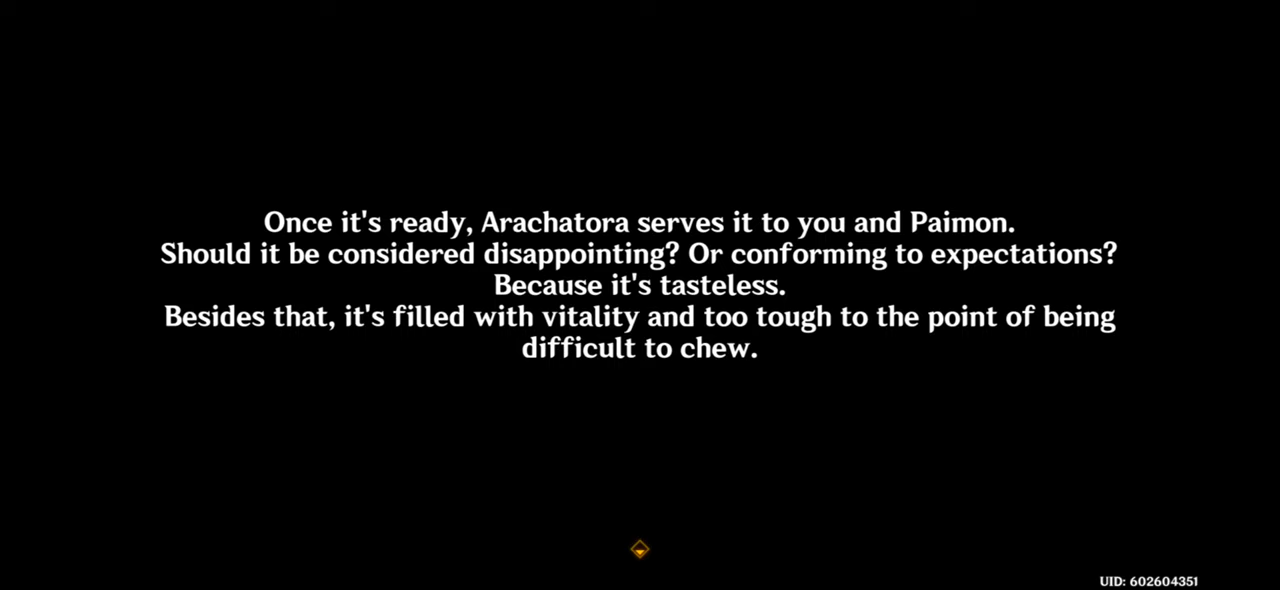 Once it's ready, Arachatora serves it to you and Paimon.
Should it be considered disappointing? Or conforming to expectations?
Because it's tasteless.
Besides that, it's filled with vitality and too tough to the point of being
difficult to chew.
UID: 602604351